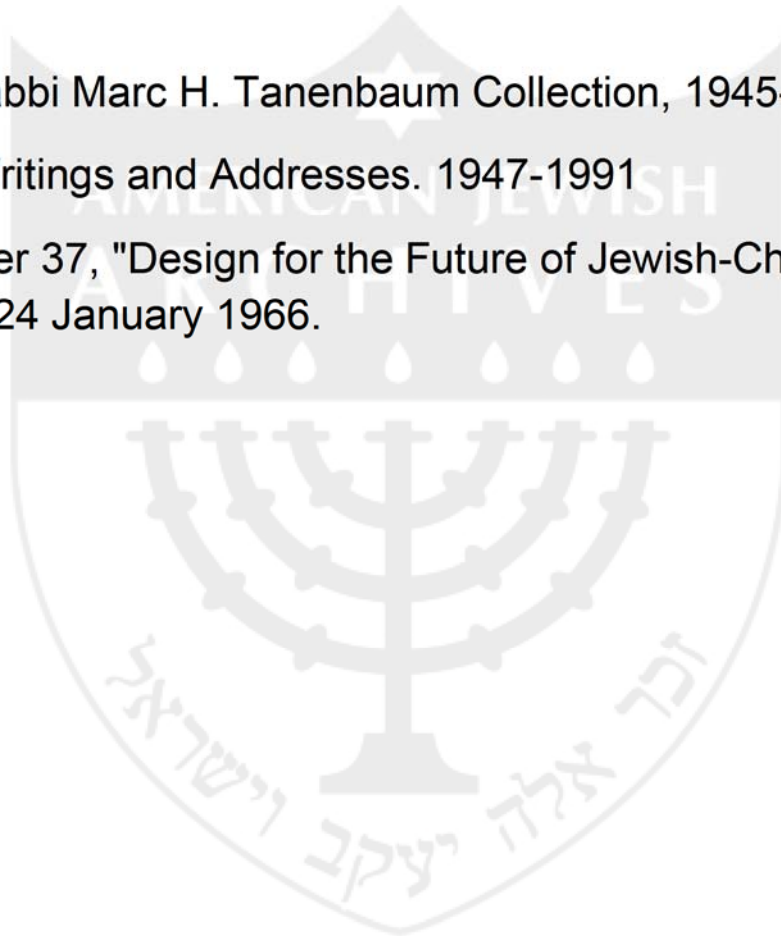 abbi Marc H. Tanenbaum Collection, 1945-
ritings and Addresses. 1947-1991
er 37, "Design for the Future of Jewish-Ch
24 January 1966.
AMERICAN JEWISH
ARCHIVES
זכר אלה יעקב וישראל